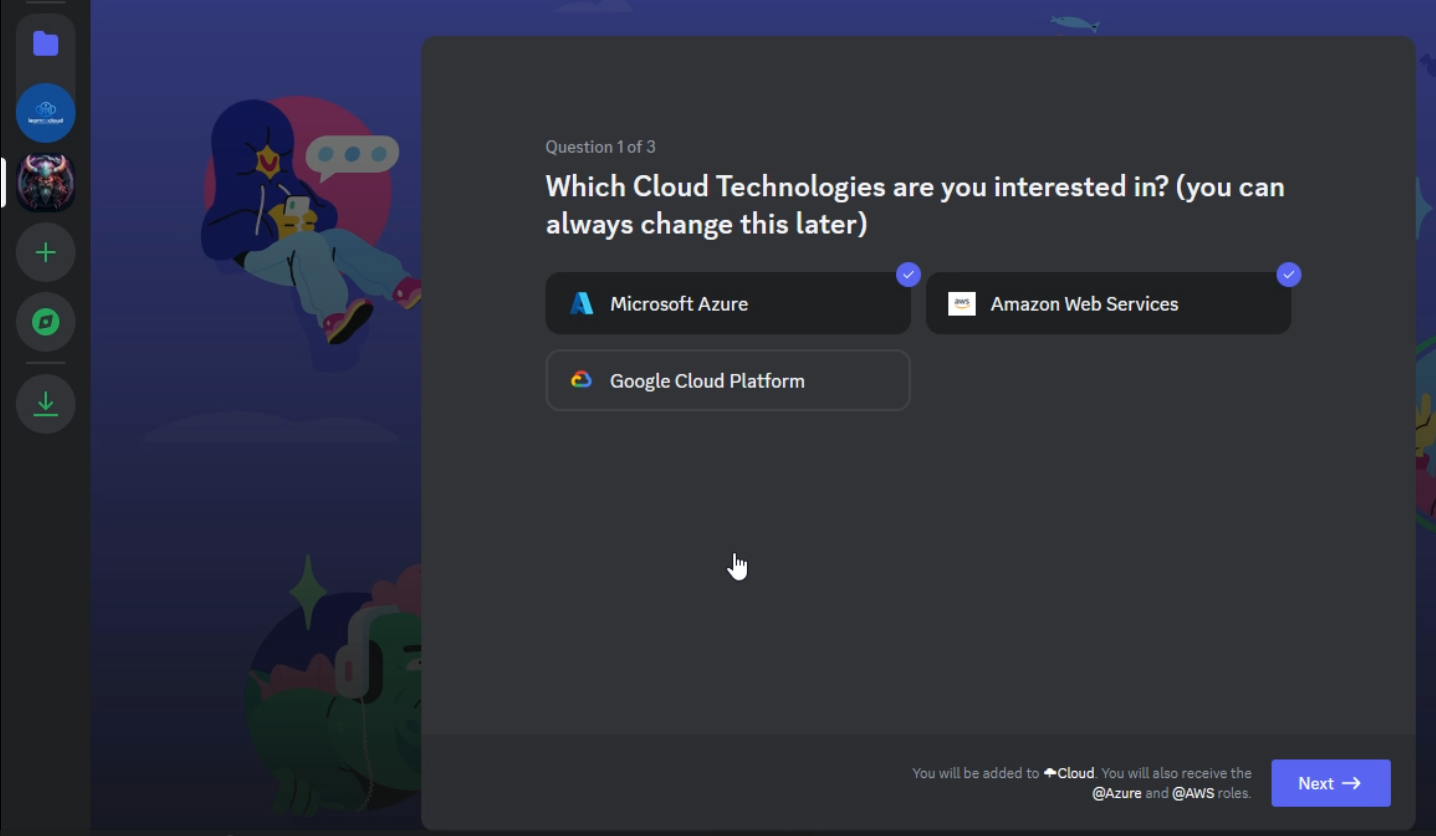 Question 1 of 3
Which Cloud Technologies are you interested in? (you can
always change this later)
Microsoft Azure
aws Amazon Web Services
Google Cloud Platform
You will be added to Cloud. You will also receive the
@Azure and @AWS roles.
Next